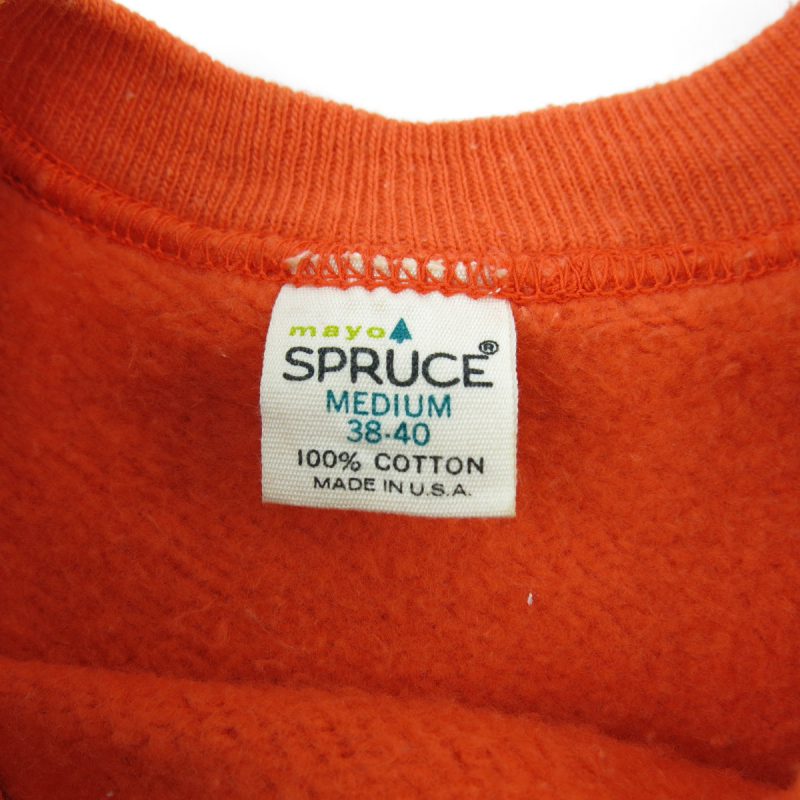 mayo
SPRUCE®
MEDIUM
38-40
100% COTTON
MADE IN U.S.A.